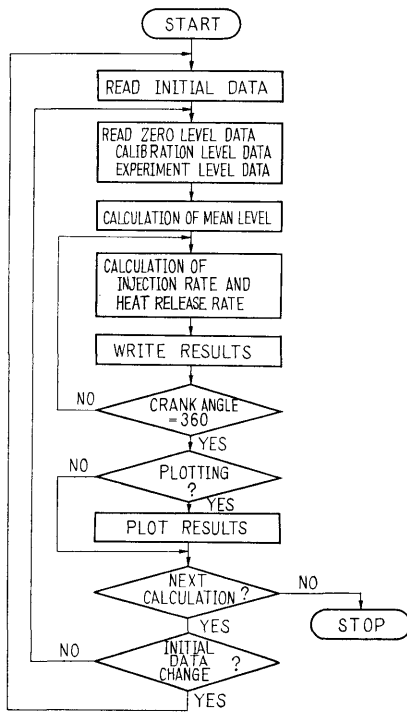 START
READ INITIAL DATA
READ ZERO LEVEL DATA
CALIBRATION LEVEL DATA
EXPERIMENT LEVEL DATA
CALCULATION OF MEAN LEVEL
CALCULATION OF
INJECTION RATE AND
HEAT RELEASE RATE
WRITE RESULTS
NO
CRANK ANGLE
=360
YES
NO
PLOTTING
?
YES
PLOT RESULTS
NEXT
CALCULATION ?
NO
YES
STOP
NO
INITIAL
DATA ?
CHANGE
YES